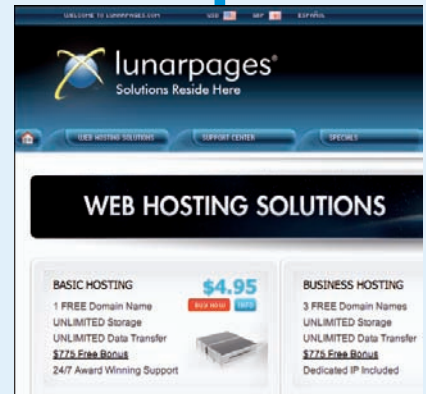 WELCOME TO LUNARPAGES.COM USD GBP ESPAÑOL
lunarpages®
Solutions Reside Here
WEB HOSTING SOLUTIONS SUPPORT CENTER SPECIALS
WEB HOSTING SOLUTIONS
BASIC HOSTING $4.95
BUY NOW INFO
1 FREE Domain Name
UNLIMITED Storage
UNLIMITED Data Transfer
$775 Free Bonus
24/7 Award Winning Support
BUSINESS HOSTING
3 FREE Domain Names
UNLIMITED Storage
UNLIMITED Data Transfer
$775 Free Bonus
Dedicated IP Included